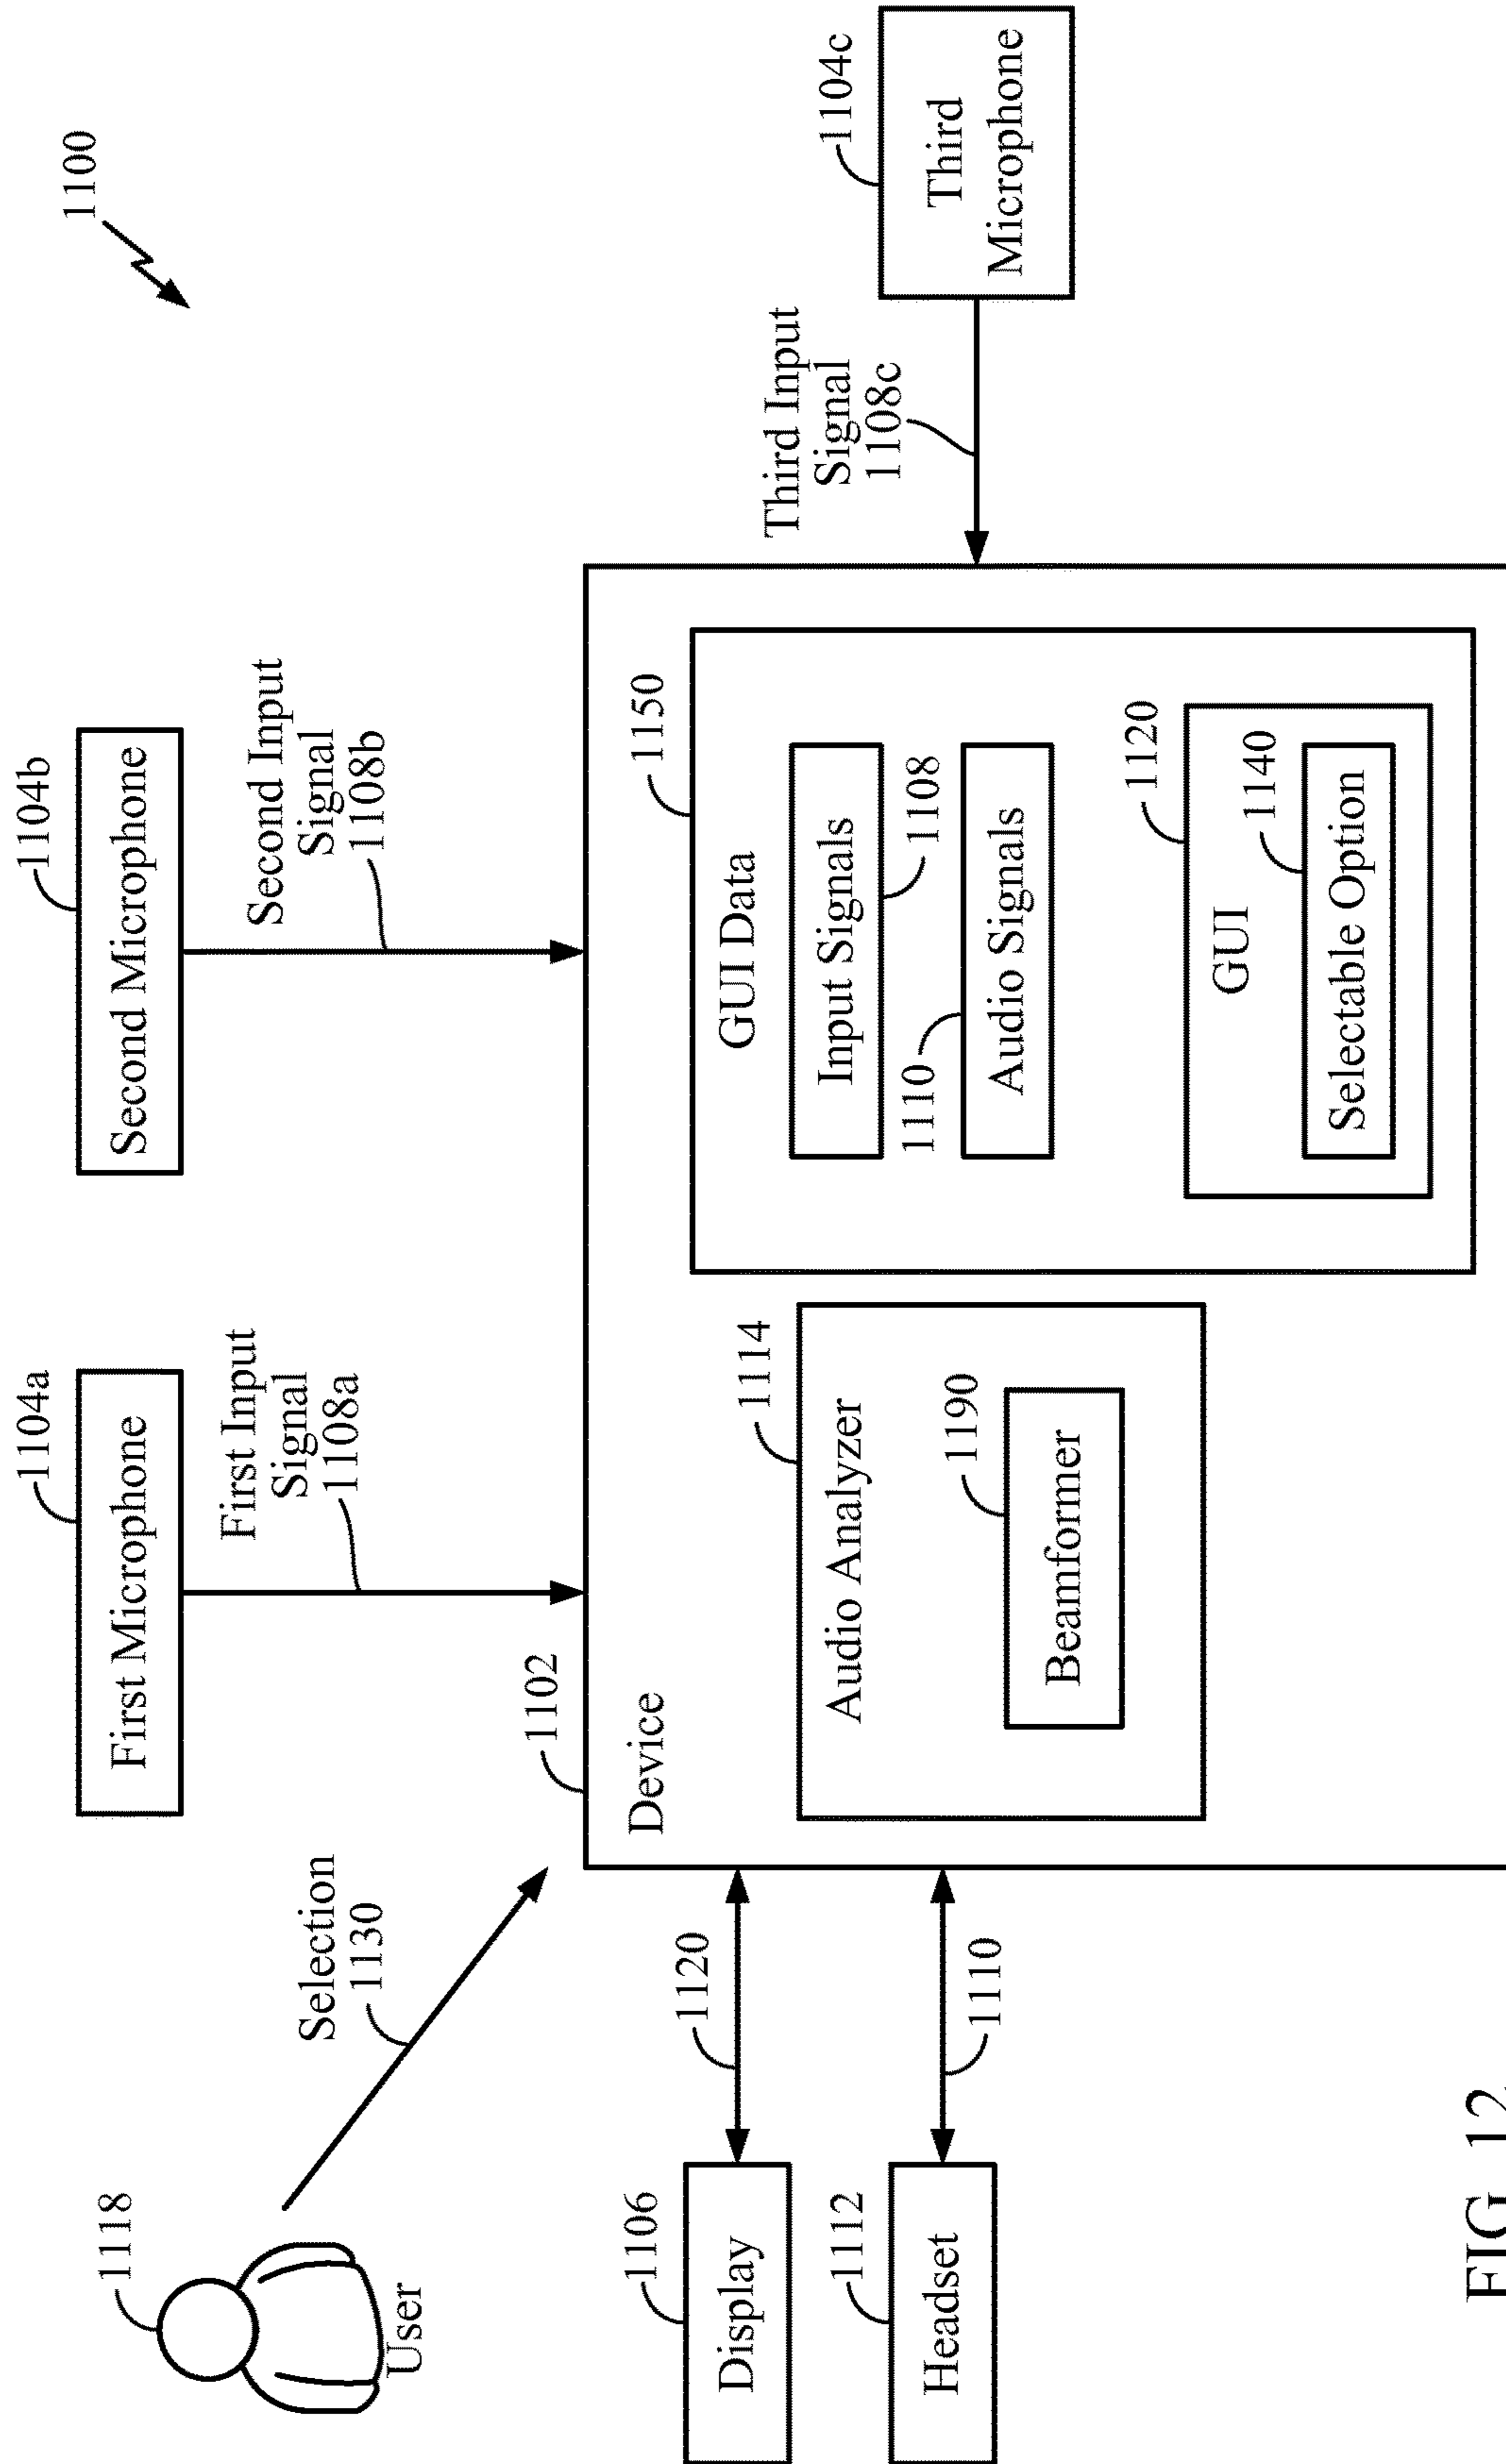 1100
1118
User
Selection
1130
1104a
First Microphone
First Input
Signal
1108a
1104b
Second Microphone
Second Input
Signal
1108b
1104c
Third
Microphone
Third Input
Signal
1108c
1106
Display
1120
1112
Headset
1110
1102
Device
1114
Audio Analyzer
1190
Beamformer
1150
GUI Data
Input Signals
1108
1110
Audio Signals
1120
GUI
1140
Selectable Option
FIG. 12